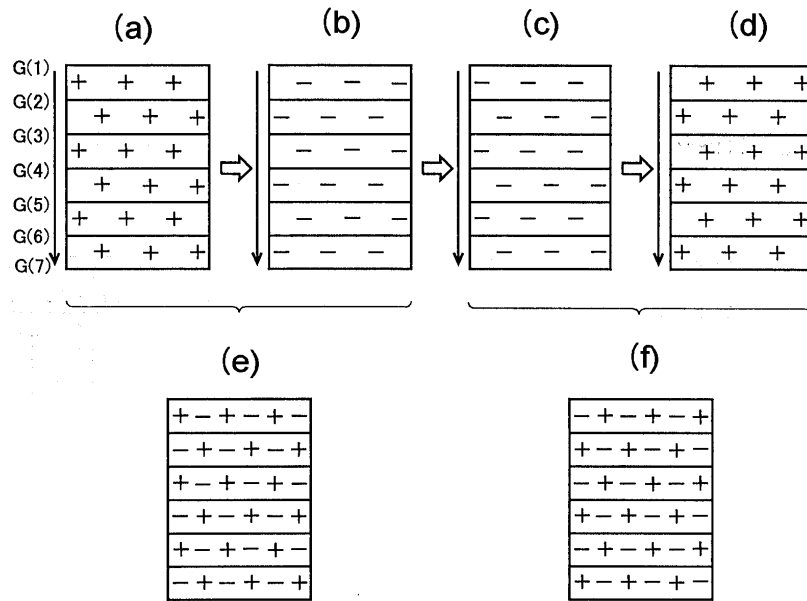 (a) (b) (c) (d)
G(1)
+ + + − − − − − − + + +
G(2)
+ + + − − − − − − + + +
G(3)
+ + + − − − − − − + + +
G(4)
+ + + − − − − − − + + +
G(5)
+ + + − − − − − − + + +
G(6)
+ + + − − − − − − + + +
G(7)
(e) (f)
+ − + − + − − + − + − +
− + − + − + + − + − + −
+ − + − + − − + − + − +
− + − + − + + − + − + −
+ − + − + − − + − + − +
− + − + − + + − + − + −